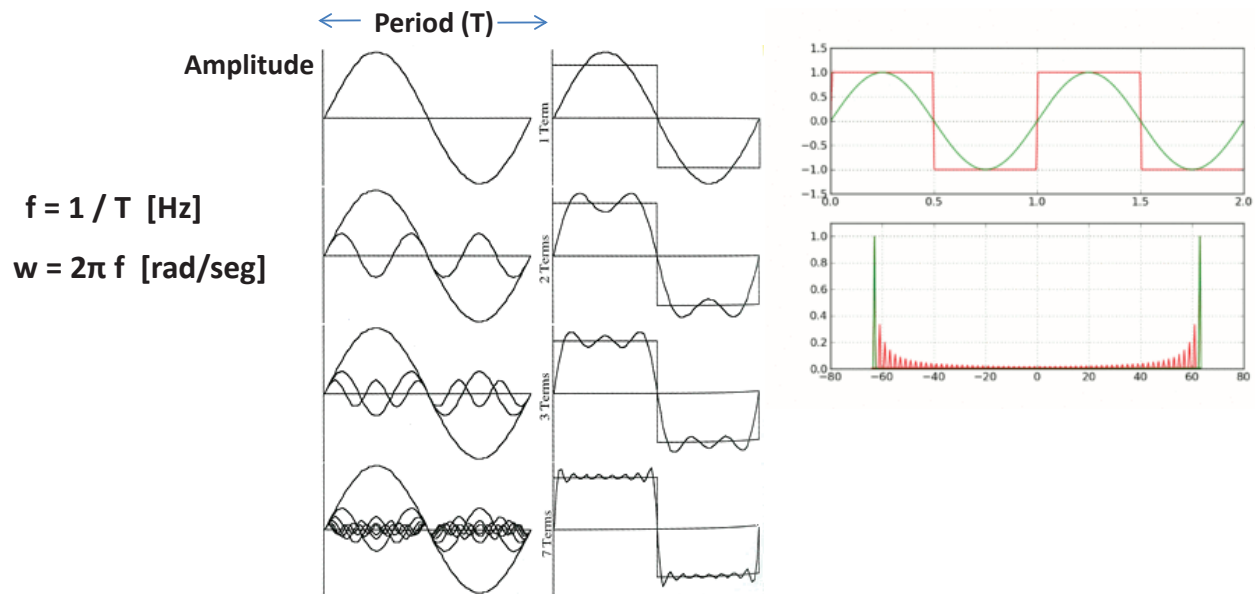 Period (T)
Amplitude
f = 1 / T [Hz]
w = 2π f [rad/seg]
1 Term
2 Terms
3 Terms
7 Terms
1.5
1.0
0.5
0.0
−0.5
−1.0
−1.5
0.0 0.5 1.0 1.5 2.0
1.0
0.8
0.6
0.4
0.2
0.0
−80 −60 −40 −20 0 20 40 60 80